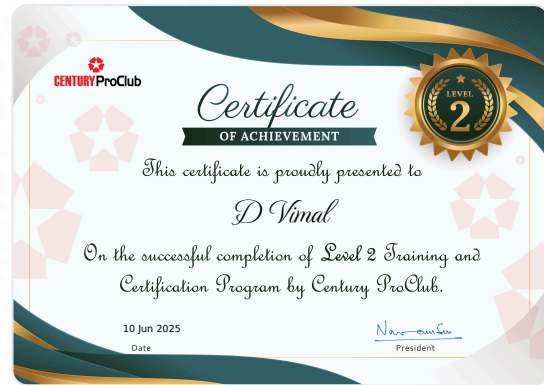 CENTURY ProClub
Certificate
OF ACHIEVEMENT
LEVEL
2
This certificate is proudly presented to
D Vimal
On the successful completion of Level 2 Training and
Certification Program by Century ProClub.
10 Jun 2025
Date
President